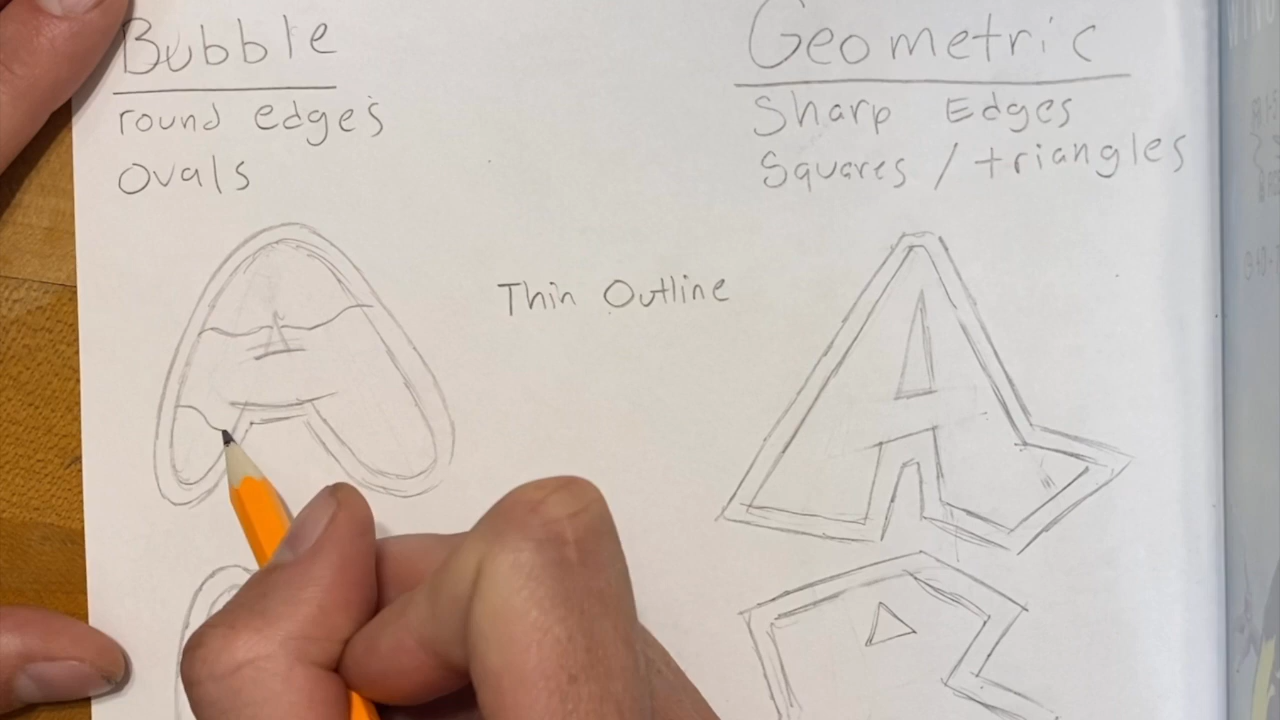 Bubble
round edges
ovals
Geometric
Sharp Edges
Squares / triangles
Thin Outline
A
A